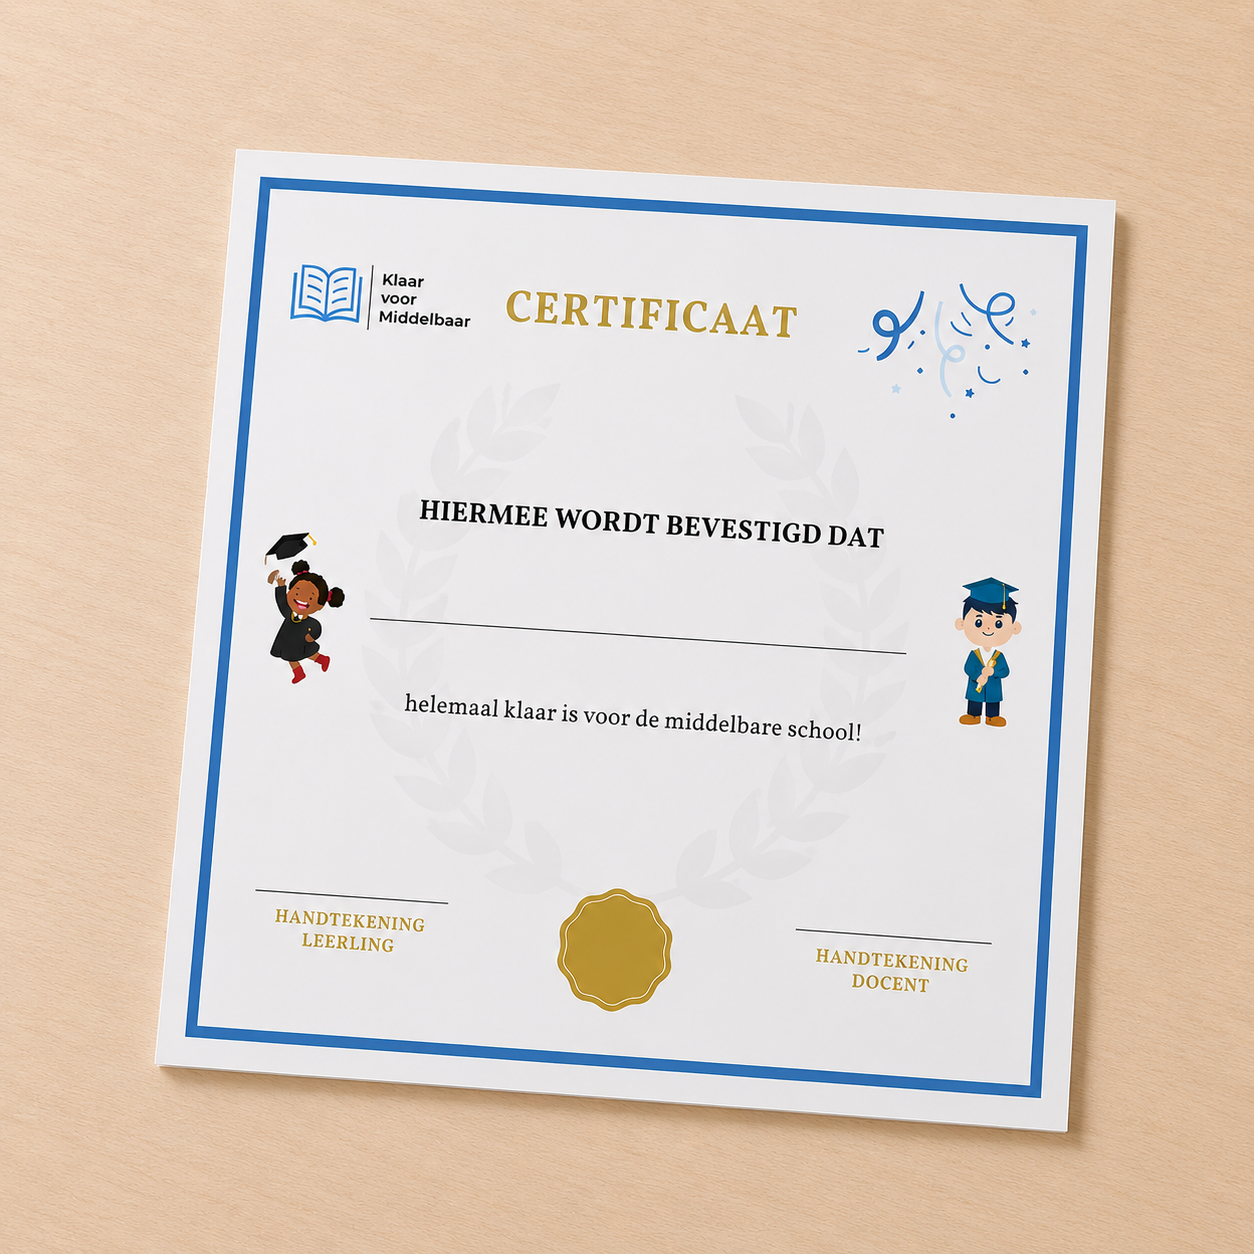 Klaar
voor
Middelbaar
CERTIFICAAT
HIERMEE WORDT BEVESTIGD DAT
helemaal klaar is voor de middelbare school!
HANDTEKENING
LEERLING
HANDTEKENING
DOCENT